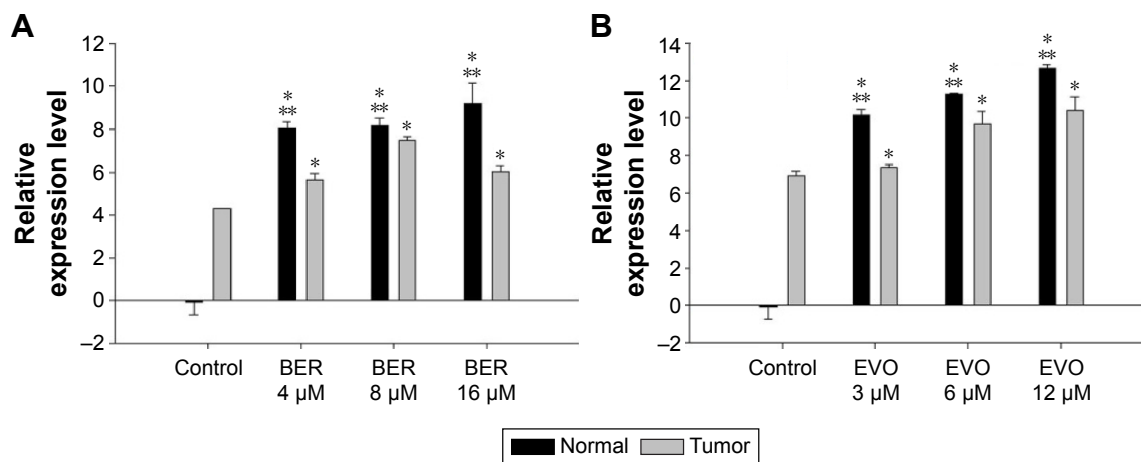 A
Relative
expression level
12
10
8
6
4
2
0
–2
*
**
*
*
**
*
*
**
*
Control
BER
4 µM
BER
8 µM
BER
16 µM
B
Relative
expression level
14
12
10
8
6
4
2
0
–2
*
**
*
*
**
*
*
**
*
Control
EVO
3 µM
EVO
6 µM
EVO
12 µM
Normal Tumor